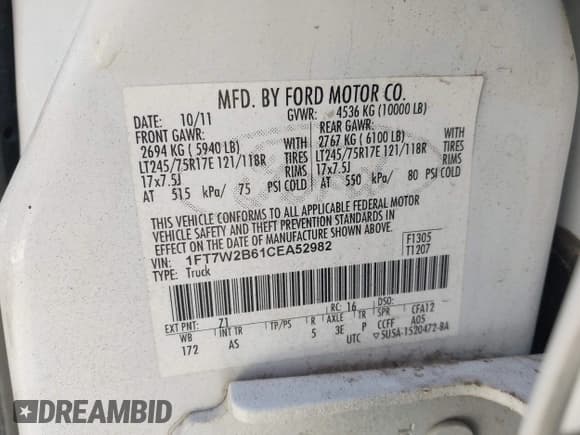 MFD. BY FORD MOTOR CO.
DATE: 10/11 GVWR: 4536 KG (10000 LB)
FRONT GAWR: REAR GAWR:
2694 KG ( 5940 LB) 2767 KG ( 6100 LB)
LT245/75R17E 121/118R TIRES LT245/75R17E 121/118R TIRES
17x7.5J RIMS 17x7.5J RIMS
AT 515 kPa/ 75 PSI COLD AT 550 kPa/ 80 PSI COLD
THIS VEHICLE CONFORMS TO ALL APPLICABLE FEDERAL MOTOR
VEHICLE SAFETY AND THEFT PREVENTION STANDARDS IN
EFFECT ON THE DATE OF MANUFACTURE SHOWN ABOVE.
VIN: 1FT7W2B61CEA52982 F1305
TYPE: Truck T1207
EXT PNT: Z1 RC: 16 DSO:
WB INT TR TP/PS R AXLE TR SPR CFA12
172 AS 5 3E P CCFF A05
UTC ▽5U5A-1520472-BA
DREAMBID